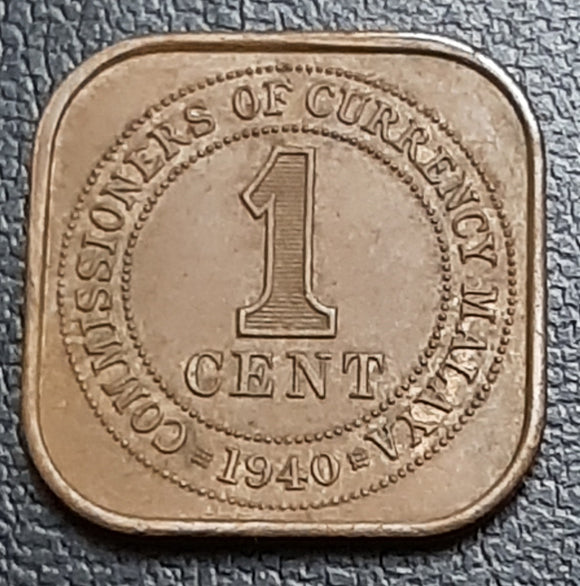 COMMISSIONERS OF CURRENCY MALAYA
1
CENT
1940